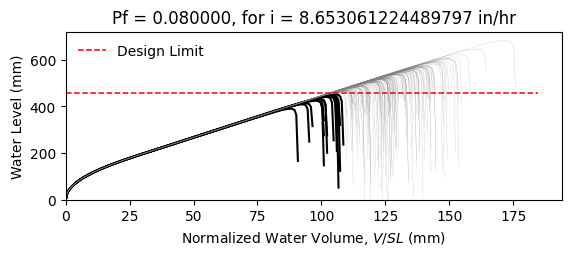 Pf = 0.080000, for i = 8.653061224489797 in/hr
Design Limit
Water Level (mm)
600
400
200
0
0 25 50 75 100 125 150 175
Normalized Water Volume, V/SL (mm)